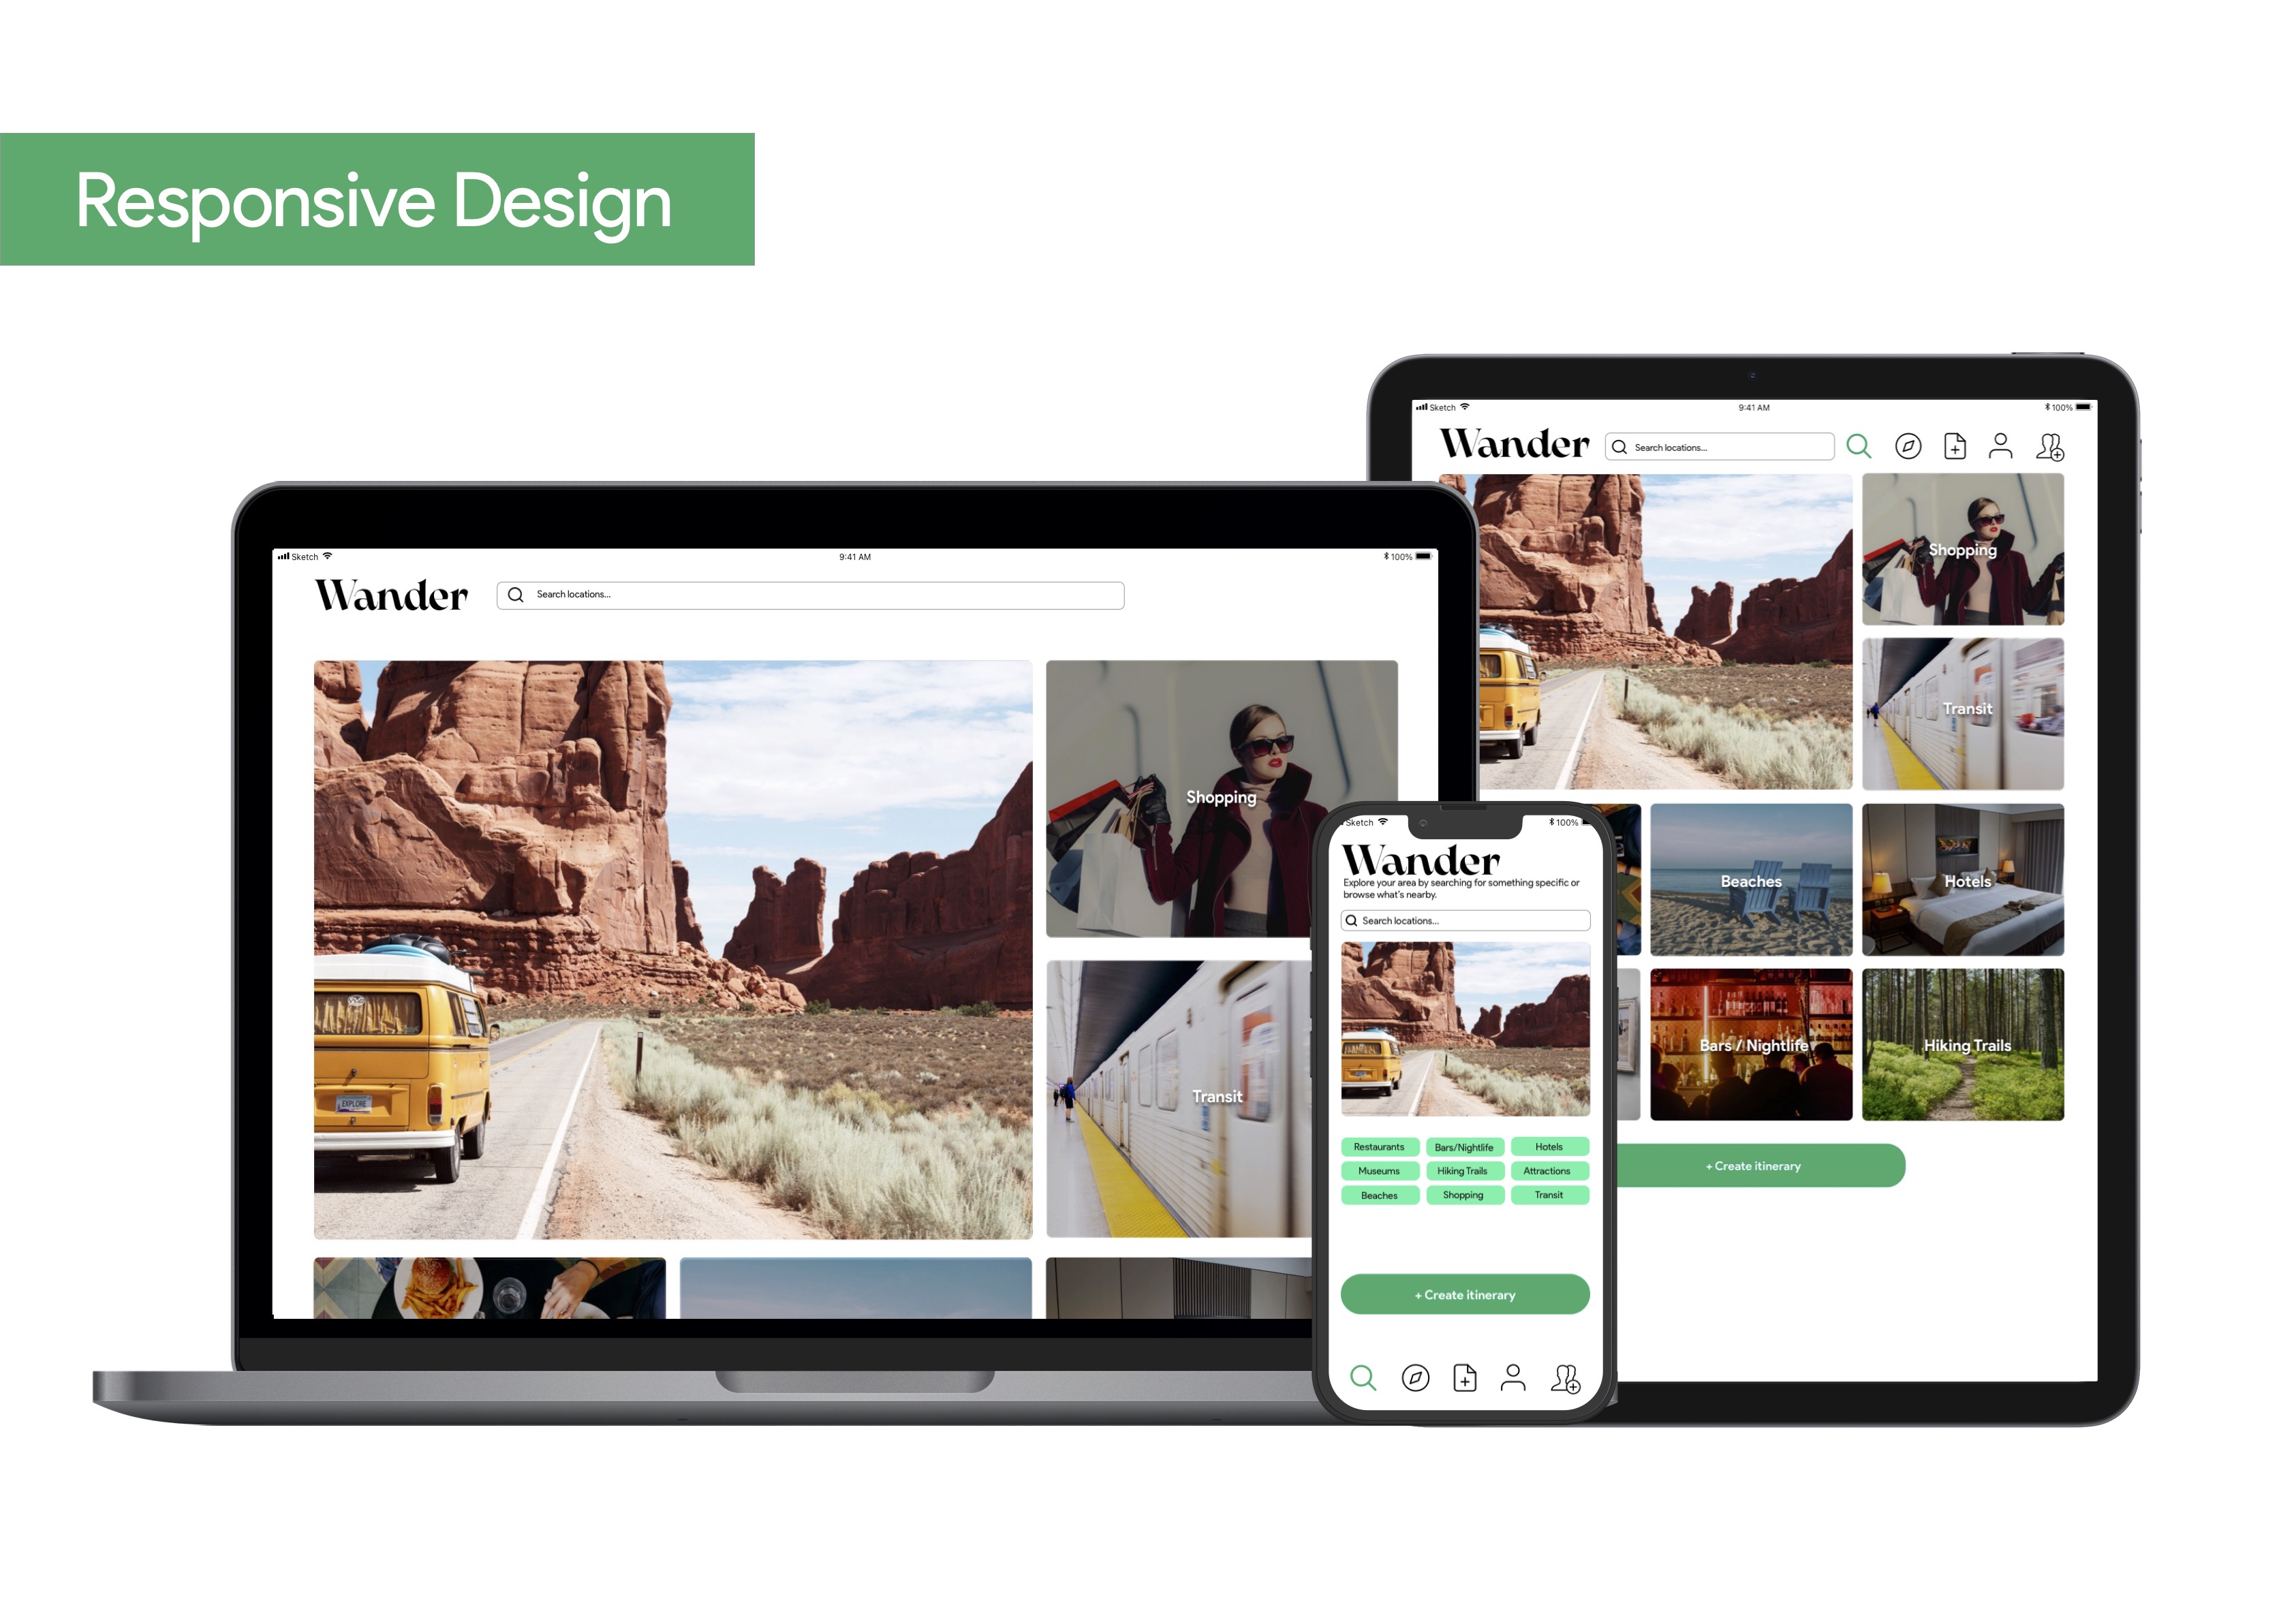 Responsive Design
Sketch
9:41 AM
100%
Wander
Search locations...
Shopping
Transit
EXPLORE
Sketch
9:41 AM
100%
Wander
Search locations...
Shopping
Transit
Beaches
Hotels
Bars / Nightlife
Hiking Trails
+ Create itinerary
Sketch
100%
Wander
Explore your area by searching for something specific or
browse what's nearby.
Search locations...
Restaurants
Bars/Nightlife
Hotels
Museums
Hiking Trails
Attractions
Beaches
Shopping
Transit
+ Create itinerary